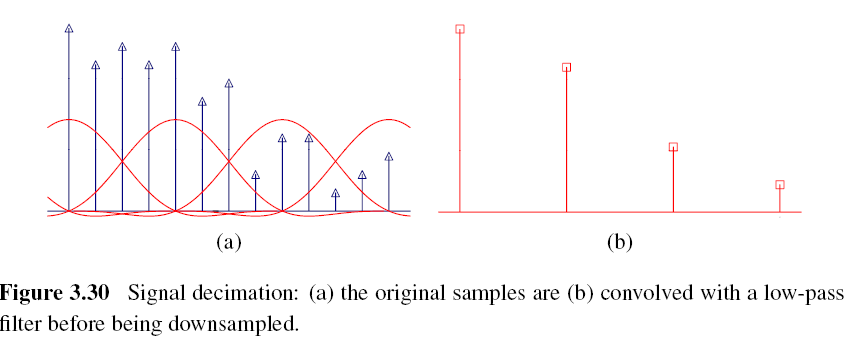 (a) (b)
Figure 3.30 Signal decimation: (a) the original samples are (b) convolved with a low-pass
filter before being downsampled.